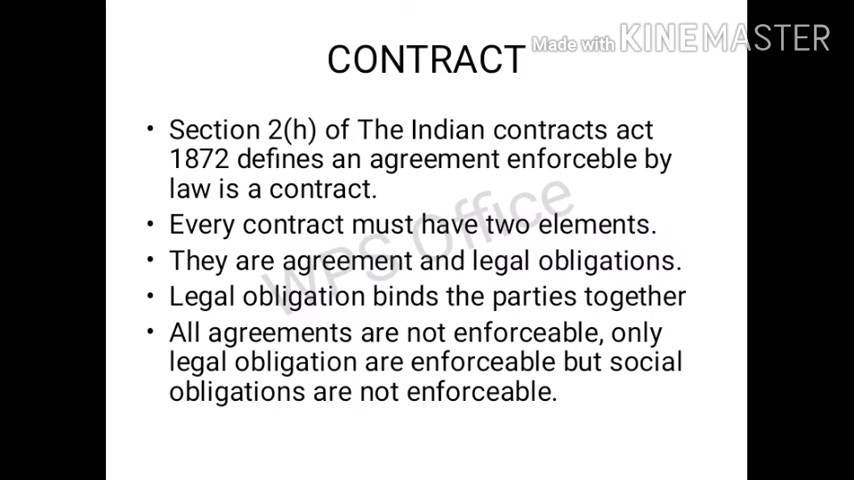 Made with KINEMASTER
CONTRACT
• Section 2(h) of The Indian contracts act
1872 defines an agreement enforceble by
law is a contract.
• Every contract must have two elements.
• They are agreement and legal obligations.
• Legal obligation binds the parties together
• All agreements are not enforceable, only
legal obligation are enforceable but social
obligations are not enforceable.
WPS Office